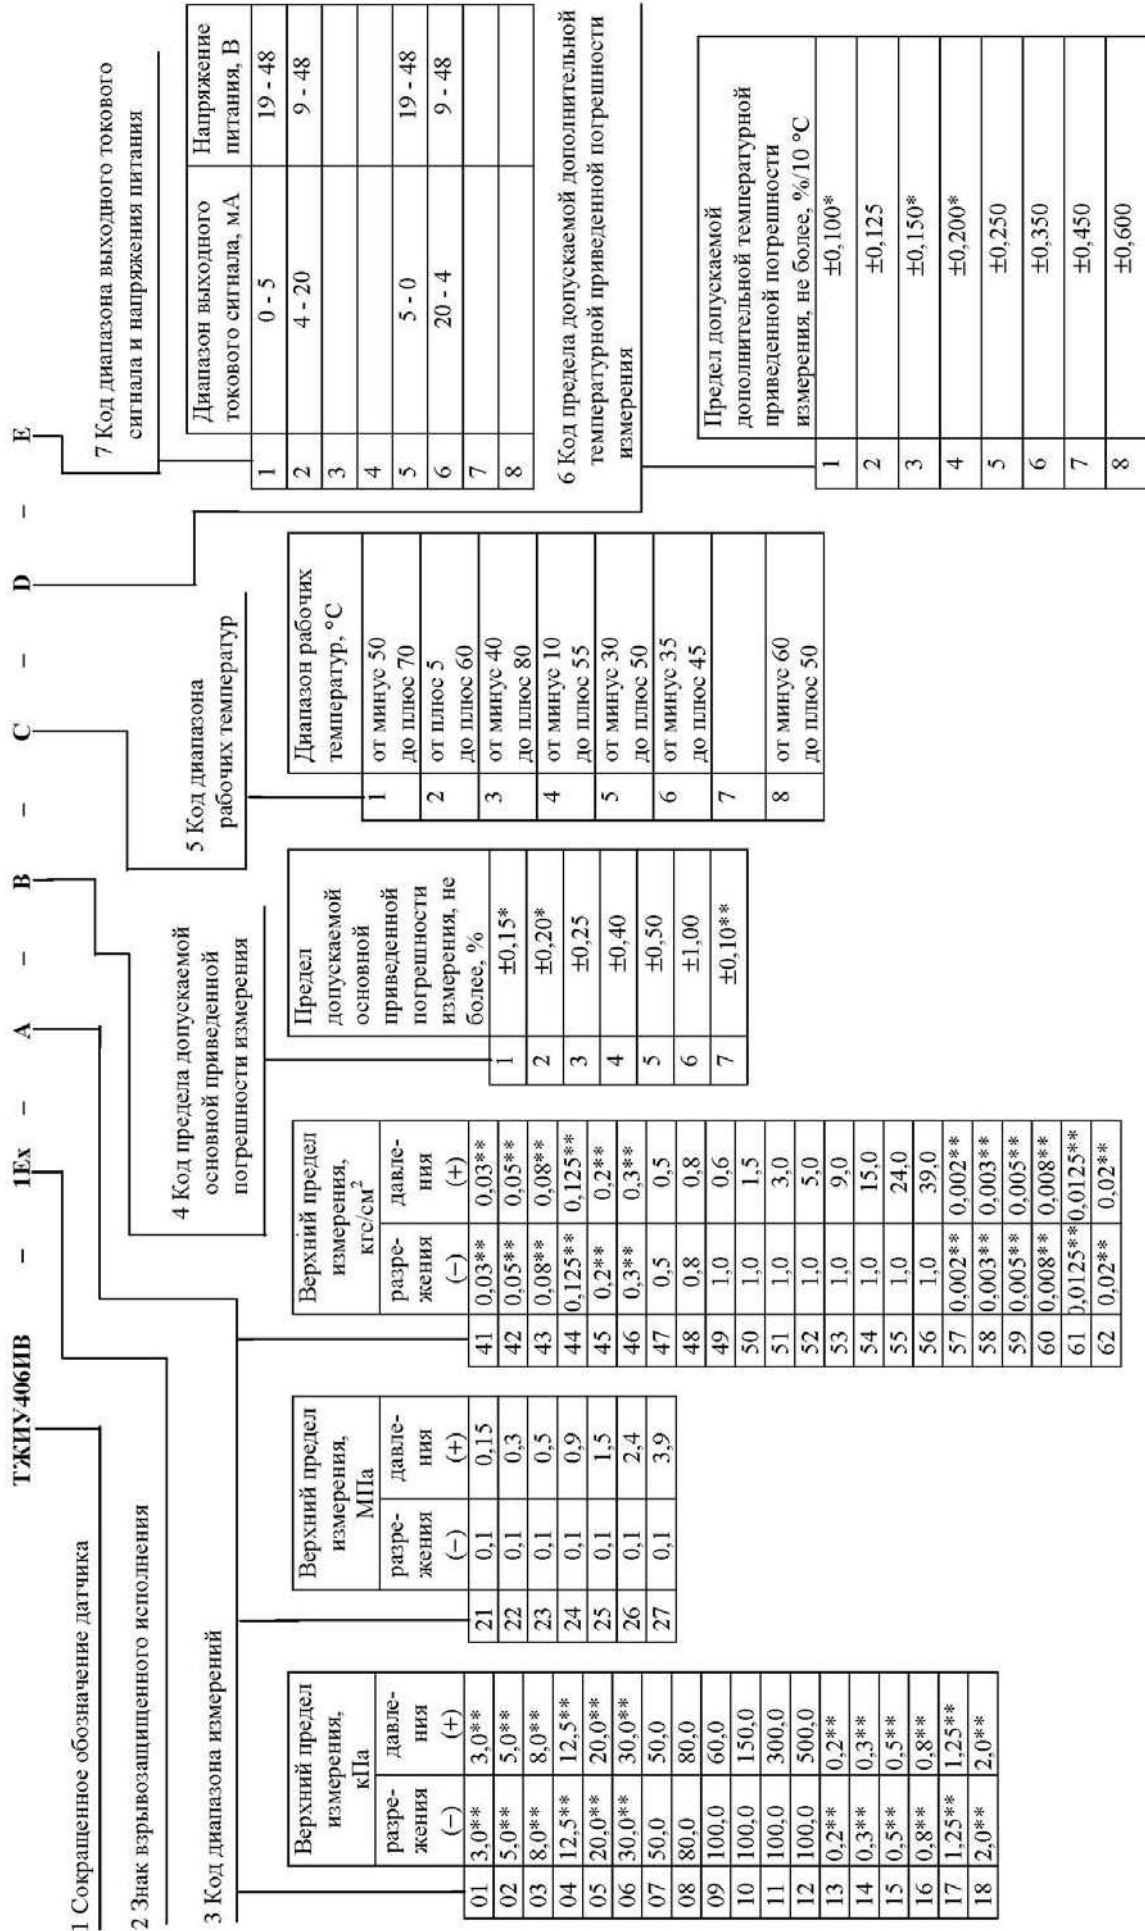 ТЖИУ406ИВ – 1Ex – A – B – C – D – E
1 Сокращенное обозначение датчика
2 Знак взрывозащищенного исполнения
3 Код диапазона измерений
Верхний предел
измерения,
кПа
разре-
жения
(–)
давле-
ния
(+)
01 3,0** 3,0**
02 5,0** 5,0**
03 8,0** 8,0**
04 12,5** 12,5**
05 20,0** 20,0**
06 30,0** 30,0**
07 50,0 50,0
08 80,0 80,0
09 100,0 60,0
10 100,0 150,0
11 100,0 300,0
12 100,0 500,0
13 0,2** 0,2**
14 0,3** 0,3**
15 0,5** 0,5**
16 0,8** 0,8**
17 1,25** 1,25**
18 2,0** 2,0**
Верхний предел
измерения,
МПа
разре-
жения
(–)
давле-
ния
(+)
21 0,1 0,15
22 0,1 0,3
23 0,1 0,5
24 0,1 0,9
25 0,1 1,5
26 0,1 2,4
27 0,1 3,9
Верхний предел
измерения,
кгс/см²
разре-
жения
(–)
давле-
ния
(+)
41 0,03** 0,03**
42 0,05** 0,05**
43 0,08** 0,08**
44 0,125** 0,125**
45 0,2** 0,2**
46 0,3** 0,3**
47 0,5 0,5
48 0,8 0,8
49 1,0 0,6
50 1,0 1,5
51 1,0 3,0
52 1,0 5,0
53 1,0 9,0
54 1,0 15,0
55 1,0 24,0
56 1,0 39,0
57 0,002** 0,002**
58 0,003** 0,003**
59 0,005** 0,005**
60 0,008** 0,008**
61 0,0125** 0,0125**
62 0,02** 0,02**
4 Код предела допускаемой
основной приведенной
погрешности измерения
Предел
допускаемой
основной
приведенной
погрешности
измерения, не
более, %
1 ±0,15*
2 ±0,20*
3 ±0,25
4 ±0,40
5 ±0,50
6 ±1,00
7 ±0,10**
5 Код диапазона
рабочих температур
Диапазон рабочих
температур, °С
1 от минус 50
до плюс 70
2 от плюс 5
до плюс 60
3 от минус 40
до плюс 80
4 от минус 10
до плюс 55
5 от минус 30
до плюс 50
6 от минус 35
до плюс 45
7
8 от минус 60
до плюс 50
7 Код диапазона выходного токового
сигнала и напряжения питания
Диапазон выходного
токового сигнала, мА
Напряжение
питания, В
1 0 - 5 19 - 48
2 4 - 20 9 - 48
3
4
5 5 - 0 19 - 48
6 20 - 4 9 - 48
7
8
6 Код предела допускаемой дополнительной
температурной приведенной погрешности
измерения
Предел допускаемой
дополнительной температурной
приведенной погрешности
измерения, не более, %/10 °С
1 ±0,100*
2 ±0,125
3 ±0,150*
4 ±0,200*
5 ±0,250
6 ±0,350
7 ±0,450
8 ±0,600